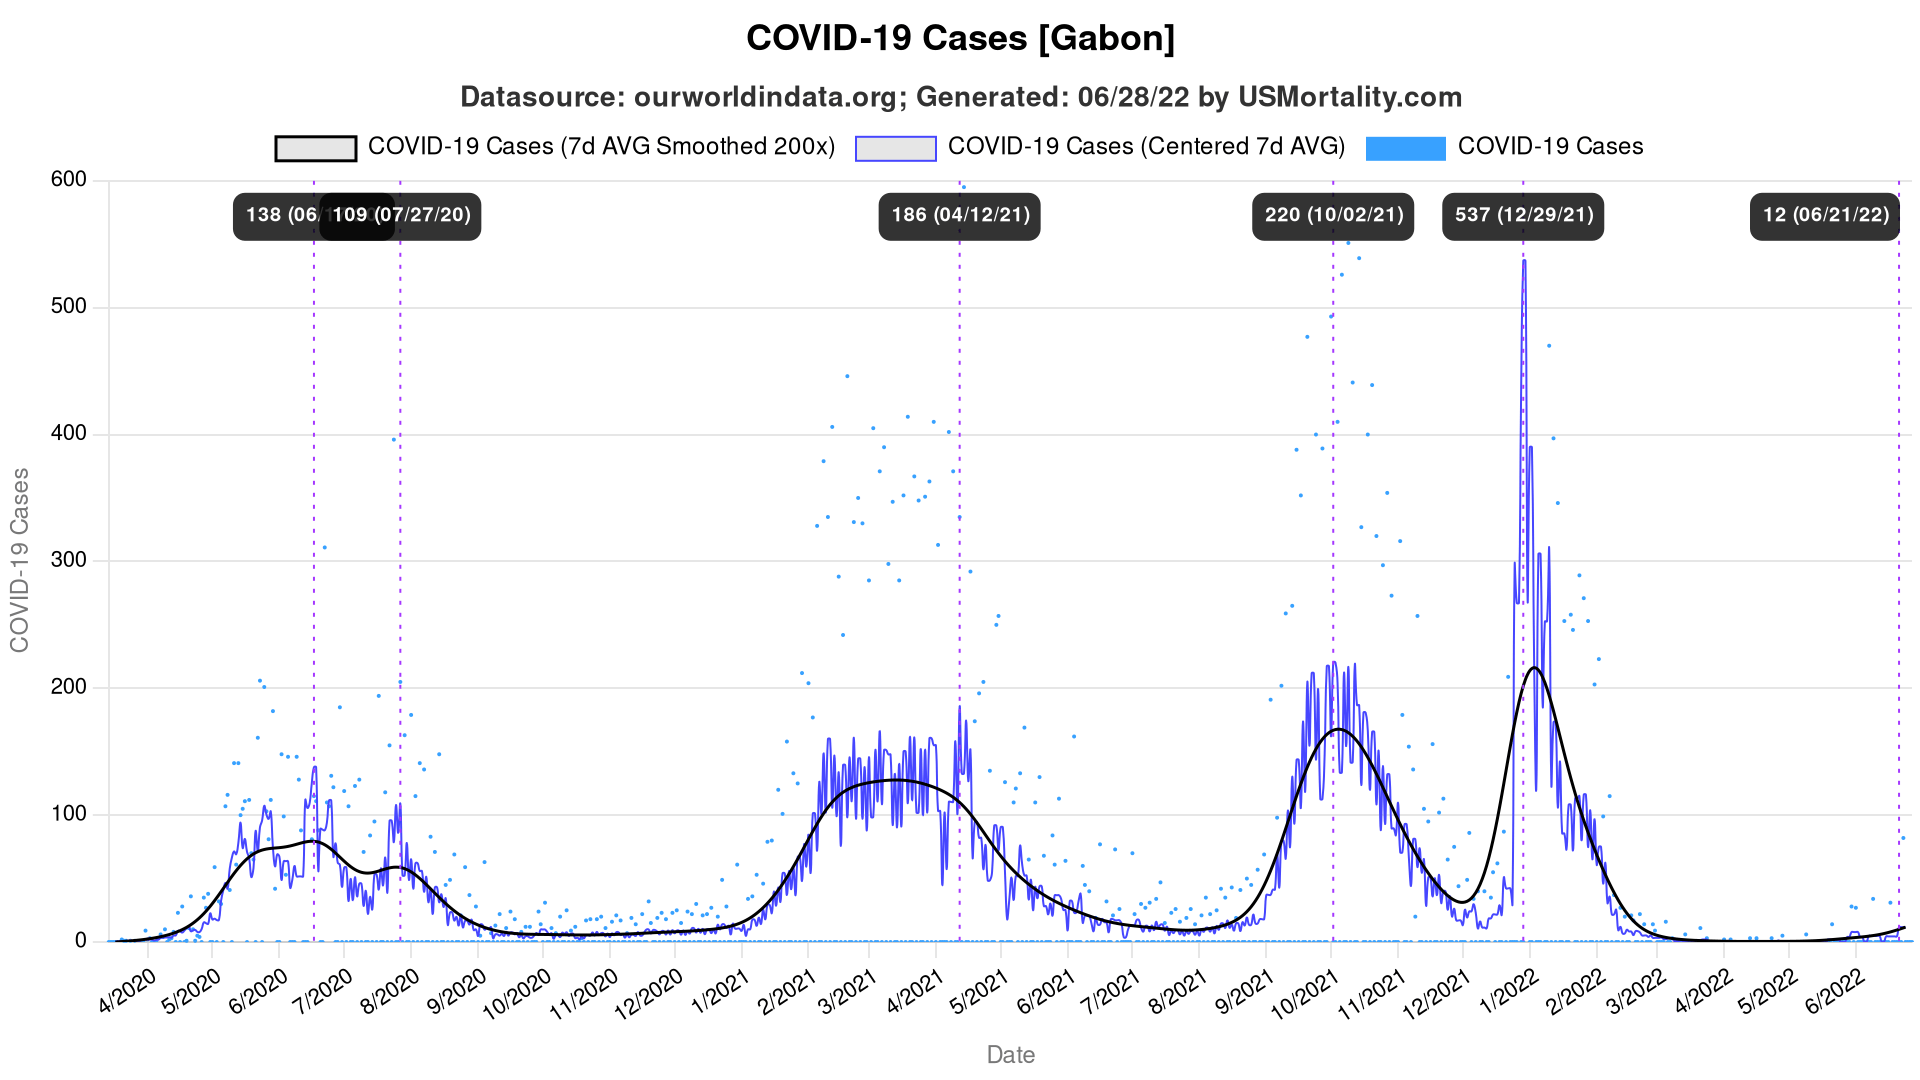 COVID-19 Cases [Gabon]
Datasource: ourworldindata.org; Generated: 06/28/22 by USMortality.com
COVID-19 Cases (7d AVG Smoothed 200x) COVID-19 Cases (Centered 7d AVG) COVID-19 Cases
600
500
400
300
200
100
0
COVID-19 Cases
138 (06/ 109 (07/27/20) 186 (04/12/21) 220 (10/02/21) 537 (12/29/21) 12 (06/21/22)
4/2020 5/2020 6/2020 7/2020 8/2020 9/2020 10/2020 11/2020 12/2020 1/2021 2/2021 3/2021 4/2021 5/2021 6/2021 7/2021 8/2021 9/2021 10/2021 11/2021 12/2021 1/2022 2/2022 3/2022 4/2022 5/2022 6/2022
Date